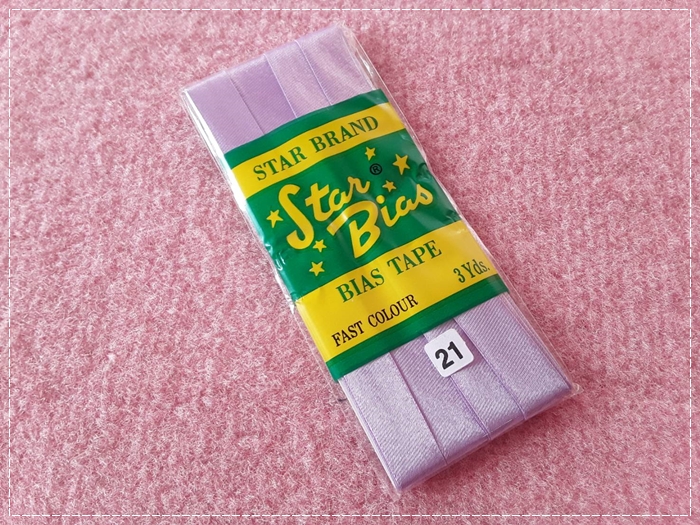 STAR BRAND
Star ®
Bias
BIAS TAPE
3 Yds.
FAST COLOUR
21